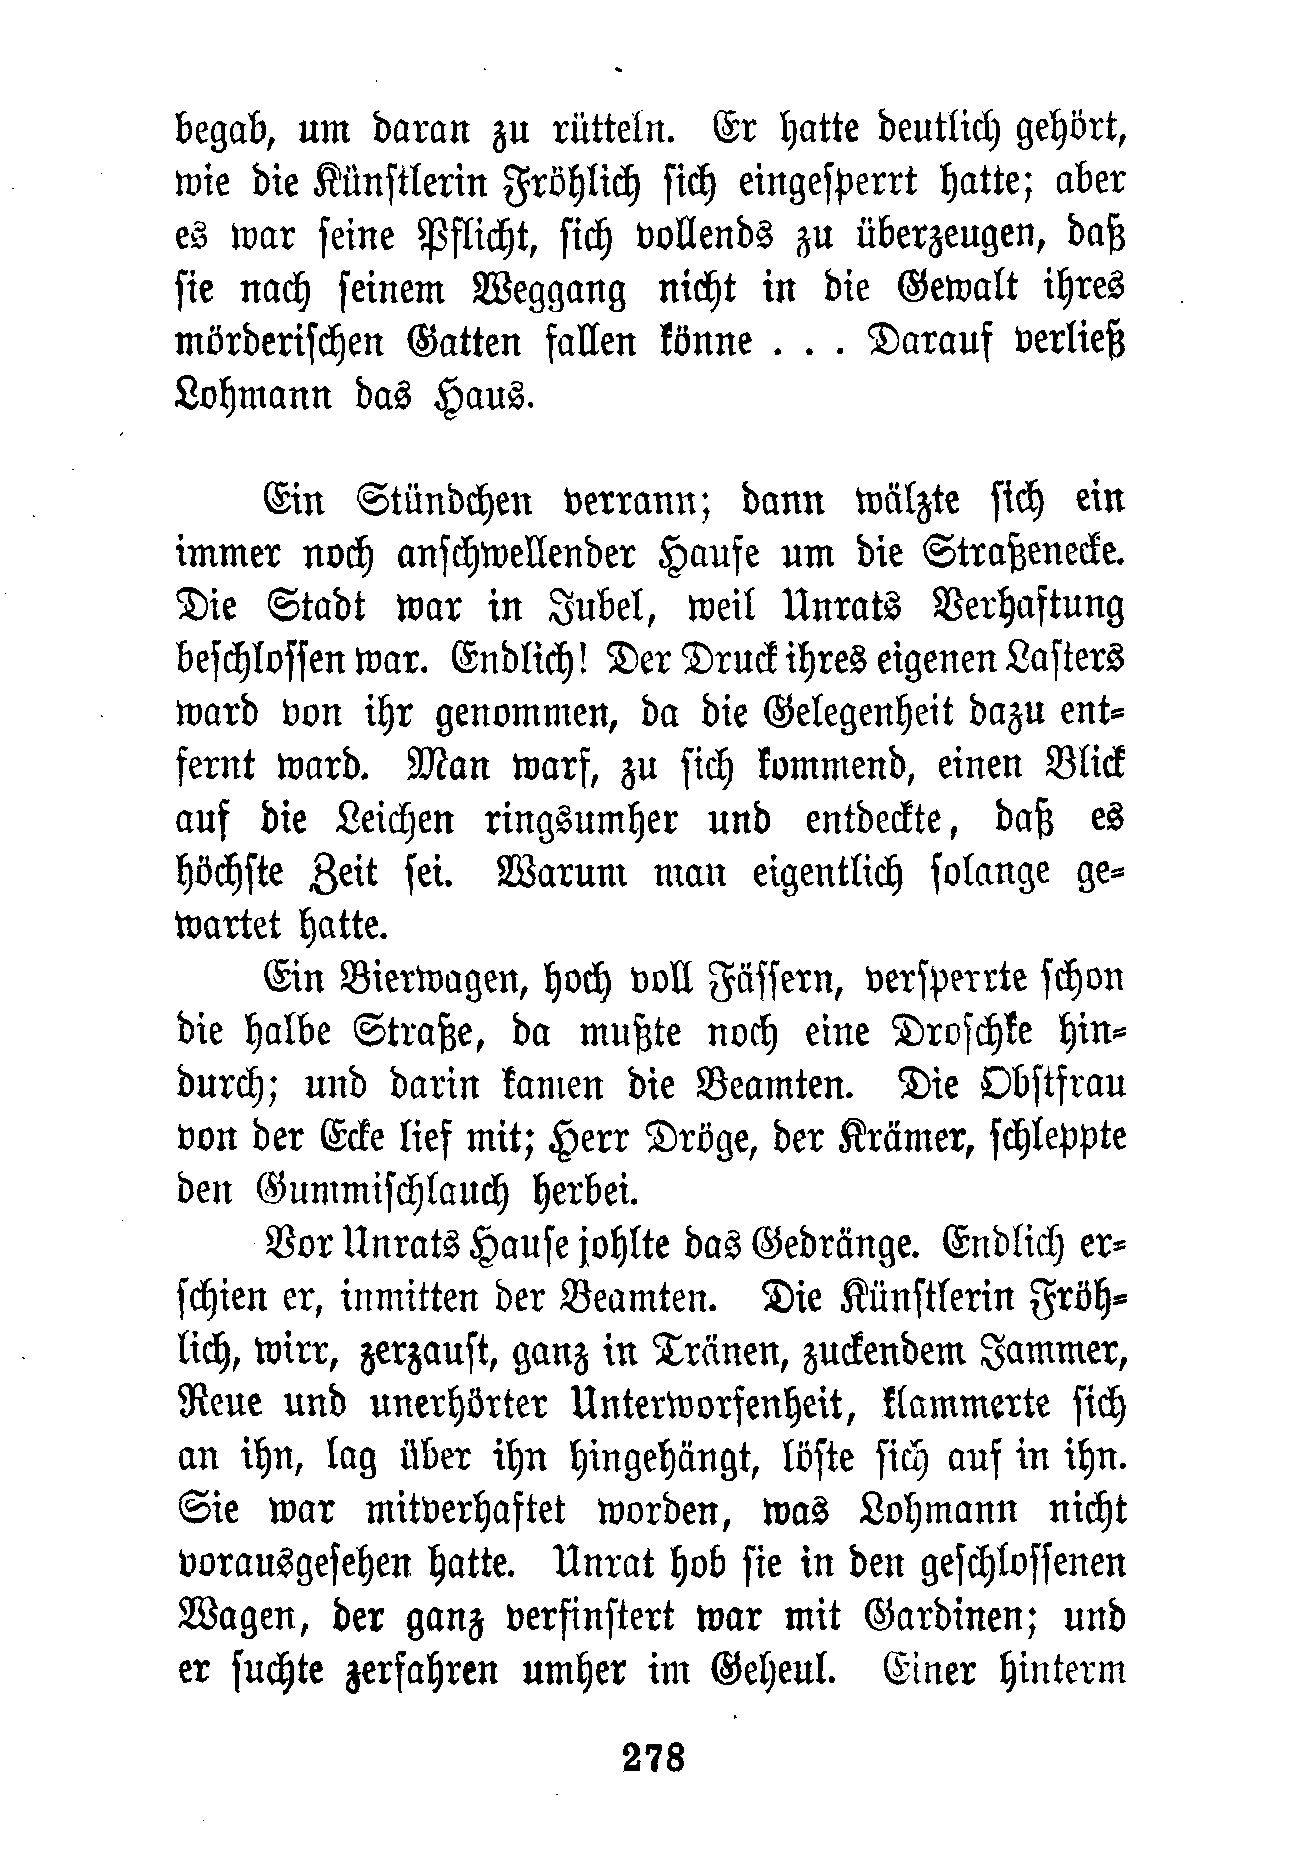 begab, um daran zu rütteln. Er hatte deutlich gehört,
wie die Künstlerin Fröhlich sich eingesperrt hatte; aber
es war seine Pflicht, sich vollends zu überzeugen, daß
sie nach seinem Weggang nicht in die Gewalt ihres
mörderischen Gatten fallen könne . . . Darauf verließ
Lohmann das Haus.
Ein Stündchen verrann; dann wälzte sich ein
immer noch anschwellender Haufe um die Straßenecke.
Die Stadt war in Jubel, weil Unrats Verhaftung
beschlossen war. Endlich! Der Druck ihres eigenen Lasters
ward von ihr genommen, da die Gelegenheit dazu ent-
fernt ward. Man warf, zu sich kommend, einen Blick
auf die Leichen ringsumher und entdeckte, daß es
höchste Zeit sei. Warum man eigentlich solange ge-
wartet hatte.
Ein Bierwagen, hoch voll Fässern, versperrte schon
die halbe Straße, da mußte noch eine Droschke hin-
durch; und darin kamen die Beamten. Die Obstfrau
von der Ecke lief mit; Herr Dröge, der Krämer, schleppte
den Gummischlauch herbei.
Vor Unrats Hause johlte das Gedränge. Endlich er-
schien er, inmitten der Beamten. Die Künstlerin Fröh-
lich, wirr, zerzaust, ganz in Tränen, zuckendem Jammer,
Reue und unerhörter Unterworfenheit, klammerte sich
an ihn, lag über ihn hingehängt, löste sich auf in ihn.
Sie war mitverhaftet worden, was Lohmann nicht
vorausgesehen hatte. Unrat hob sie in den geschlossenen
Wagen, der ganz verfinstert war mit Gardinen; und
er suchte zerfahren umher im Geheul. Einer hinterm
278